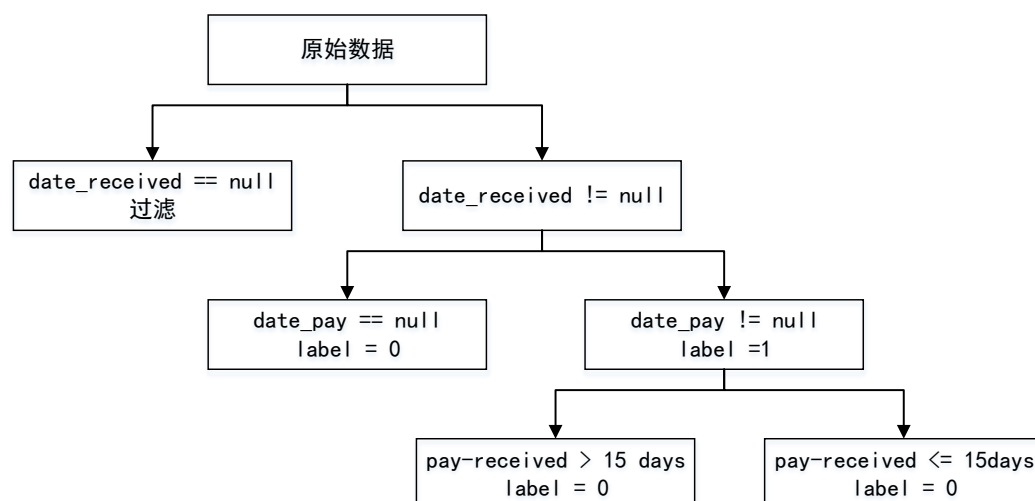 原始数据
date_received == null
过滤
date_received != null
date_pay == null
label = 0
date_pay != null
label =1
pay-received > 15 days
label = 0
pay-received <= 15days
label = 0